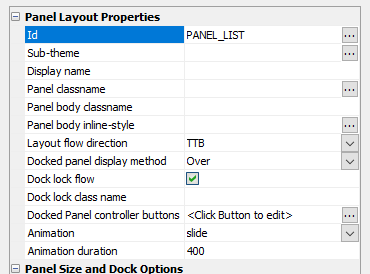 Panel Layout Properties
Id PANEL_LIST ...
Sub-theme ...
Display name
Panel classname ...
Panel body classname
Panel body inline-style ...
Layout flow direction TTB
Docked panel display method Over
Dock lock flow
Dock lock class name
Docked Panel controller buttons <Click Button to edit> ...
Animation slide
Animation duration 400
Panel Size and Dock Options